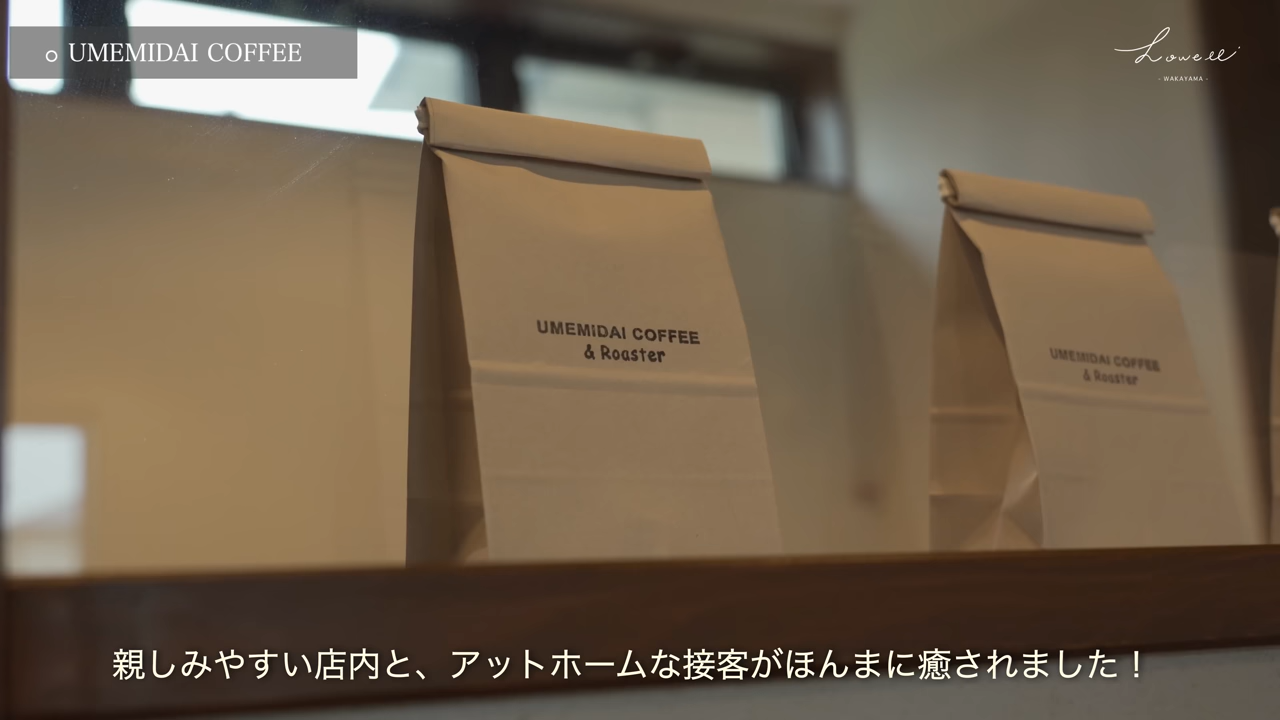 UMEMIDAI COFFEE
Lowell
- WAKAYAMA -
UMEMiDAI COFFEE
& Roaster
UMEMiDAI COFFEE
& Roaster
親しみやすい店内と、アットホームな接客がほんまに癒されました！